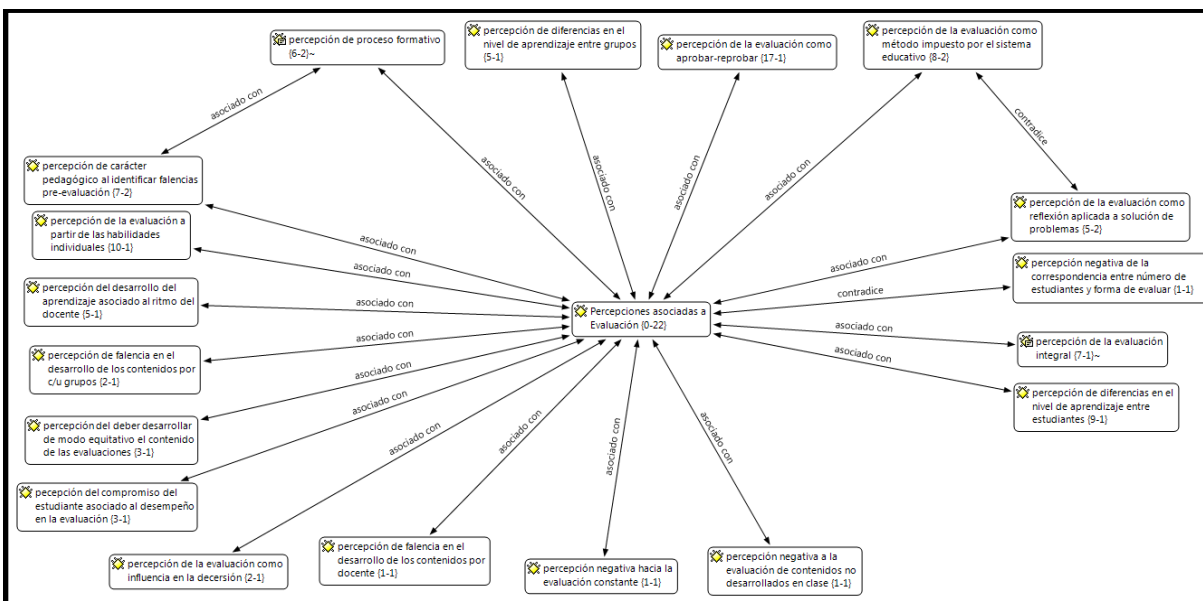 percepción de proceso formativo
{6-2}~
percepción de diferencias en el
nivel de aprendizaje entre grupos
{5-1}
percepción de la evaluación como
aprobar-reprobar {17-1}
percepción de la evaluación como
método impuesto por el sistema
educativo {8-2}
asociado con
contradice
asociado con
asociado con
asociado con
asociado con
percepción de carácter
pedagógico al identificar falencias
pre-evaluación {7-2}
percepción de la evaluación a
partir de las habilidades
individuales {10-1}
percepción de la evaluación como
reflexión aplicada a solución de
problemas {5-2}
asociado con
asociado con
asociado con
percepción negativa de la
correspondencia entre número de
estudiantes y forma de evaluar {1-1}
contradice
percepción del desarrollo del
aprendizaje asociado al ritmo del
docente {5-1}
asociado con
Percepciones asociadas a
Evaluación {0-22}
asociado con
percepción de la evaluación
integral {7-1}~
percepción de falencia en el
desarrollo de los contenidos por
c/u grupos {2-1}
asociado con
asociado con
percepción de diferencias en el
nivel de aprendizaje entre
estudiantes {9-1}
percepción del deber desarrollar
de modo equitativo el contenido
de las evaluaciones {3-1}
asociado con
asociado con
asociado con
asociado con
asociado con
asociado con
pecepción del compromiso del
estudiante asociado al desempeño
en la evaluación {3-1}
percepción de la evaluación como
influencia en la decersión {2-1}
percepción de falencia en el
desarrollo de los contenidos por
docente {1-1}
percepción negativa hacia la
evaluación constante {1-1}
percepción negativa a la
evaluación de contenidos no
desarrollados en clase {1-1}